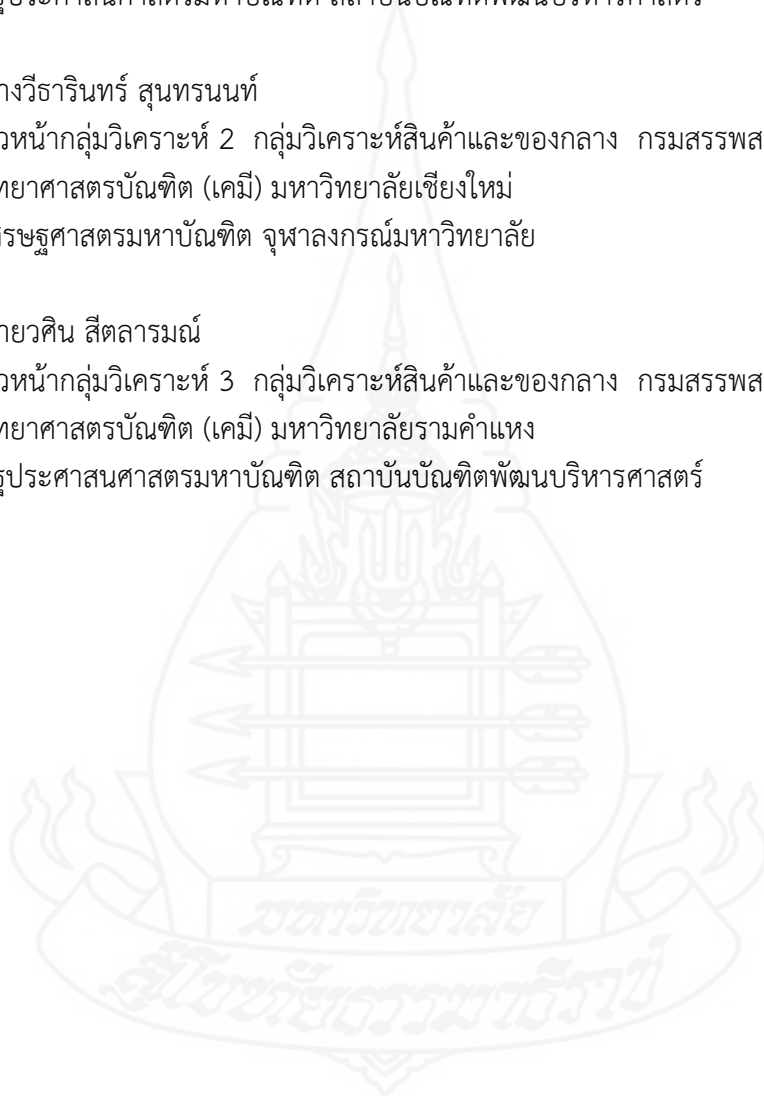 รัฐประศาสนศาสตรมหาบัณฑิต สถาบันบัณฑิตพัฒนบริหารศาสตร์
นางวีธารินทร์ สุนทรนนท์
หัวหน้ากลุ่มวิเคราะห์ 2 กลุ่มวิเคราะห์สินค้าและของกลาง กรมสรรพส
วิทยาศาสตรบัณฑิต (เคมี) มหาวิทยาลัยเชียงใหม่
เศรษฐศาสตรมหาบัณฑิต จุฬาลงกรณ์มหาวิทยาลัย
นายวศิน สีตลารมณ์
หัวหน้ากลุ่มวิเคราะห์ 3 กลุ่มวิเคราะห์สินค้าและของกลาง กรมสรรพส
วิทยาศาสตรบัณฑิต (เคมี) มหาวิทยาลัยรามคำแหง
รัฐประศาสนศาสตรมหาบัณฑิต สถาบันบัณฑิตพัฒนบริหารศาสตร์
มหาวิทยาลัย
สุโขทัยธรรมาธิราช